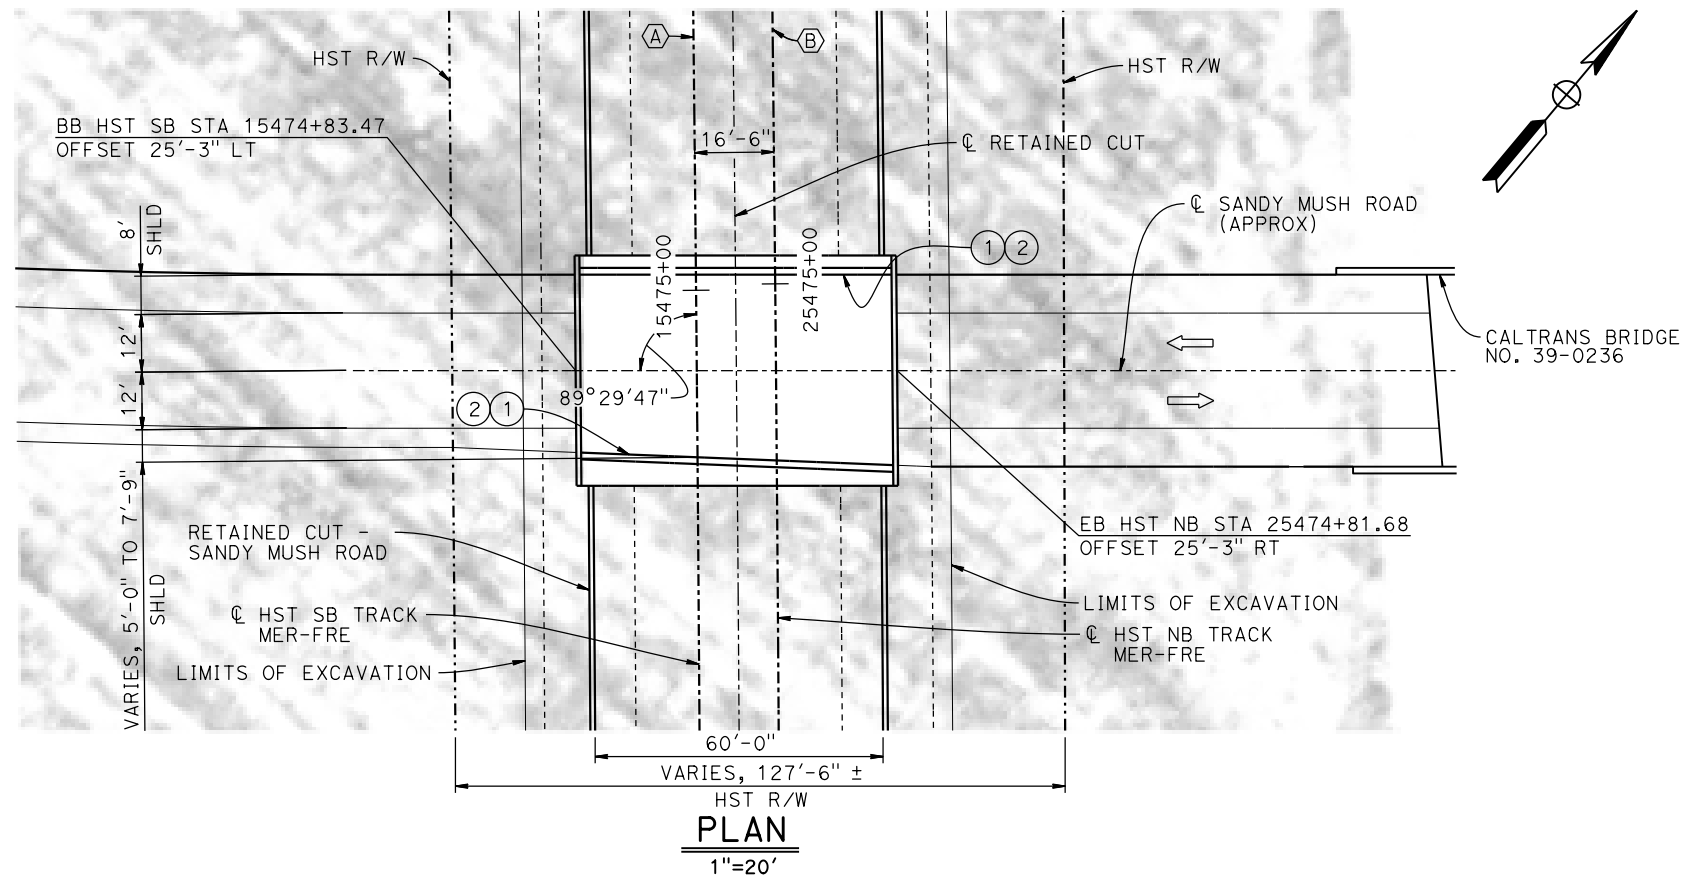 A
B
HST R/W
HST R/W
BB HST SB STA 15474+83.47
OFFSET 25'-3" LT
16'-6"
℄ RETAINED CUT
℄ SANDY MUSH ROAD
(APPROX)
8'
SHLD
15475+00
25475+00
1 2
12'
CALTRANS BRIDGE
NO. 39-0236
12'
89°29'47"
2 1
VARIES, 5'-0" TO 7'-9"
SHLD
RETAINED CUT -
SANDY MUSH ROAD
EB HST NB STA 25474+81.68
OFFSET 25'-3" RT
℄ HST SB TRACK
MER-FRE
LIMITS OF EXCAVATION
℄ HST NB TRACK
MER-FRE
LIMITS OF EXCAVATION
60'-0"
VARIES, 127'-6" ±
HST R/W
PLAN
1"=20'